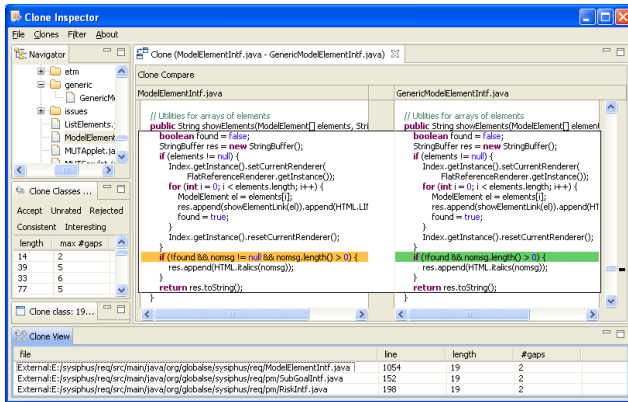 Clone Inspector
File Clones Filter About
Navigator
etm
generic
GenericM
issues
ListElements.
ModelElement
MUTApplet.ja
Clone Classes ...
Accept Unrated Rejected
Consistent Interesting
length max #gaps
14 2
39 5
33 6
77 5
Clone class: 19...
Clone (ModelElementIntf.java - GenericModelElementIntf.java)
Clone Compare
ModelElementIntf.java
// Utilities for arrays of elements
public String showElements(ModelElement[] elements, Stri
boolean found = false;
StringBuffer res = new StringBuffer();
if (elements != null) {
Index.getInstance().setCurrentRenderer(
FlatReferenceRenderer.getInstance());
for (int i = 0; i < elements.length; i++) {
ModelElement el = elements[i];
res.append(showElementLink(el)).append(HTML.LI
found = true;
}
Index.getInstance().resetCurrentRenderer();
}
if (!found && nomsg != null && nomsg.length() > 0) {
res.append(HTML.italics(nomsg));
}
return res.toString();
}
GenericModelElementIntf.java
// Utilities for arrays of elements
public String showElements(ModelElement[] element
boolean found = false;
StringBuffer res = new StringBuffer();
if (elements != null) {
Index.getInstance().setCurrentRenderer(
FlatReferenceRenderer.getInstance());
for (int i = 0; i < elements.length; i++) {
ModelElement el = elements[i];
res.append(showElementLink(el)).append(HT
found = true;
}
Index.getInstance().resetCurrentRenderer();
}
if (!found && nomsg.length() > 0) {
res.append(HTML.italics(nomsg));
}
return res.toString();
}
Clone View
file line length #gaps
External:E:/sysiphus/req/src/main/java/org/globalse/sysiphus/req/ModelElementIntf.java 1054 19 2
External:E:/sysiphus/req/src/main/java/org/globalse/sysiphus/req/pm/SubGoalIntf.java 152 19 2
External:E:/sysiphus/req/src/main/java/org/globalse/sysiphus/req/pm/RiskIntf.java 198 19 2